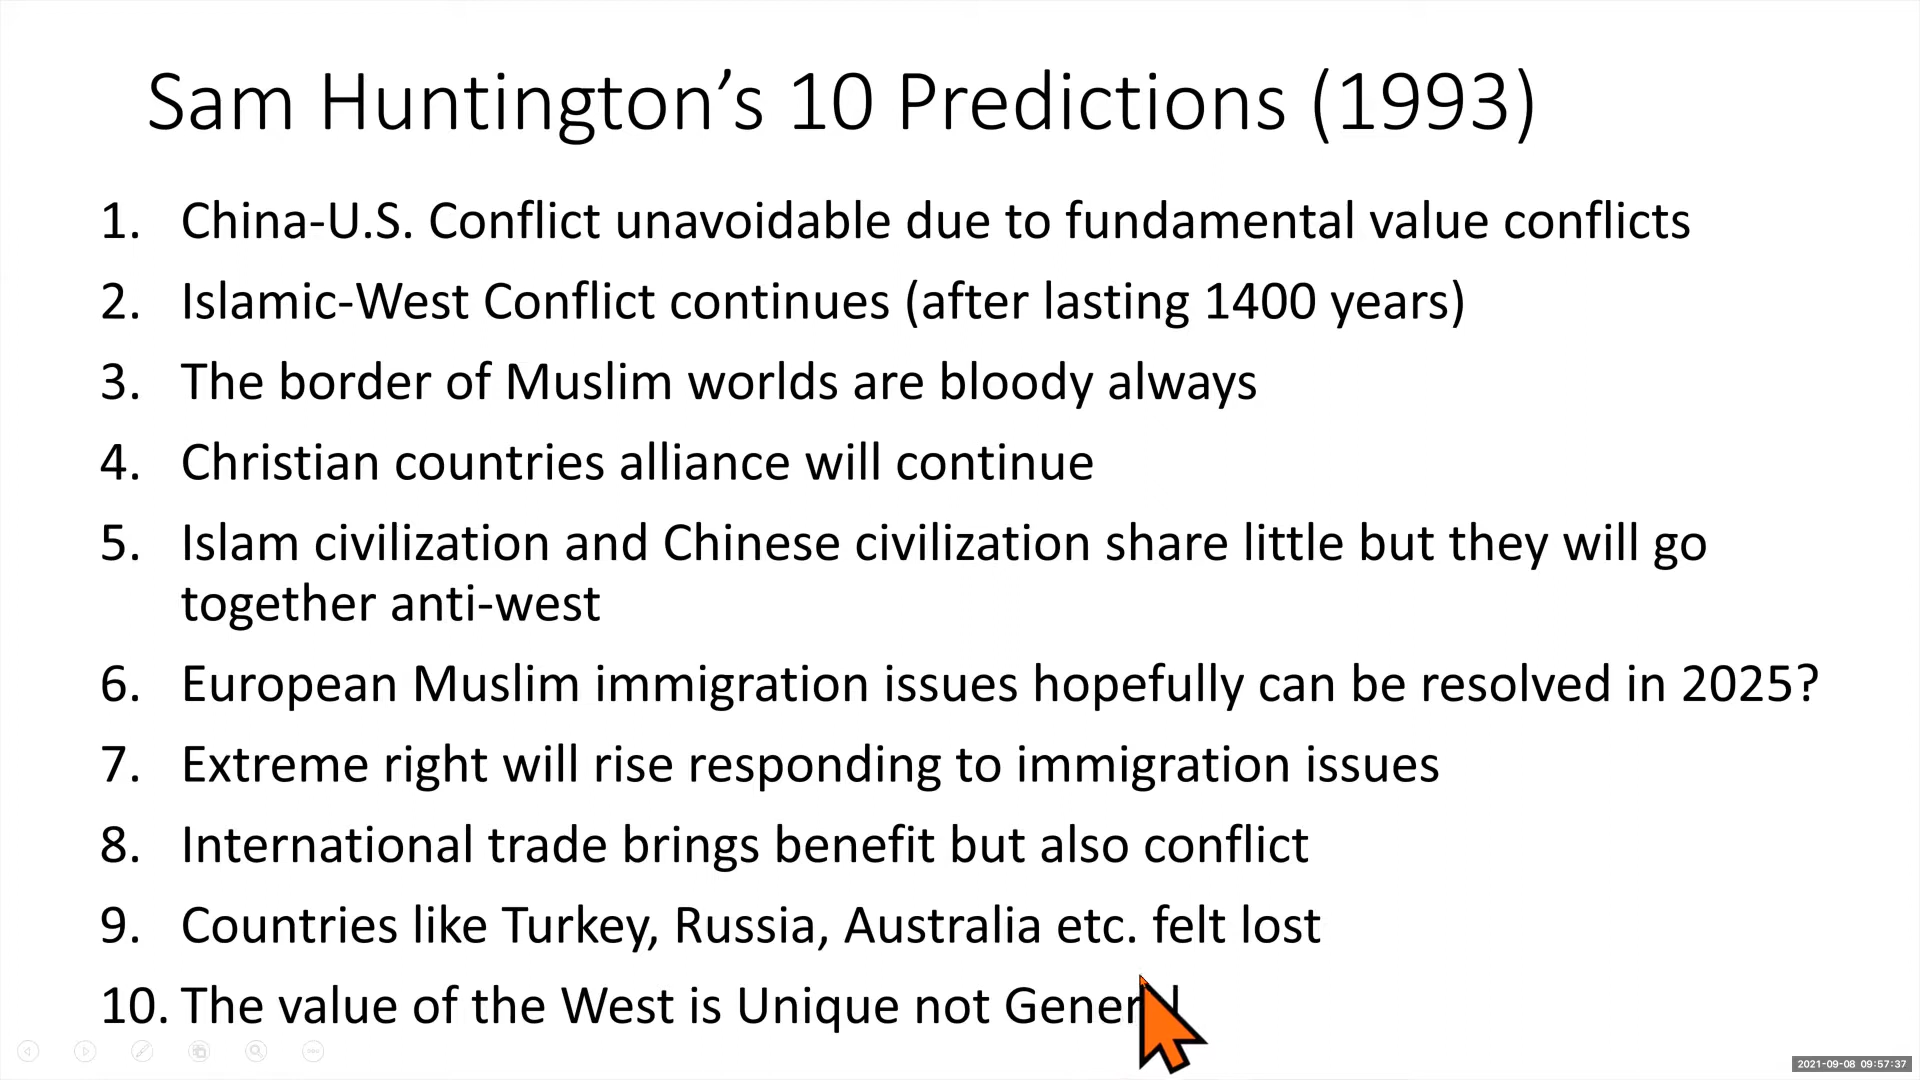 Sam Huntington’s 10 Predictions (1993)
1. China-U.S. Conflict unavoidable due to fundamental value conflicts
2. Islamic-West Conflict continues (after lasting 1400 years)
3. The border of Muslim worlds are bloody always
4. Christian countries alliance will continue
5. Islam civilization and Chinese civilization share little but they will go
together anti-west
6. European Muslim immigration issues hopefully can be resolved in 2025?
7. Extreme right will rise responding to immigration issues
8. International trade brings benefit but also conflict
9. Countries like Turkey, Russia, Australia etc. felt lost
10. The value of the West is Unique not General
2021-09-08 09:57:37